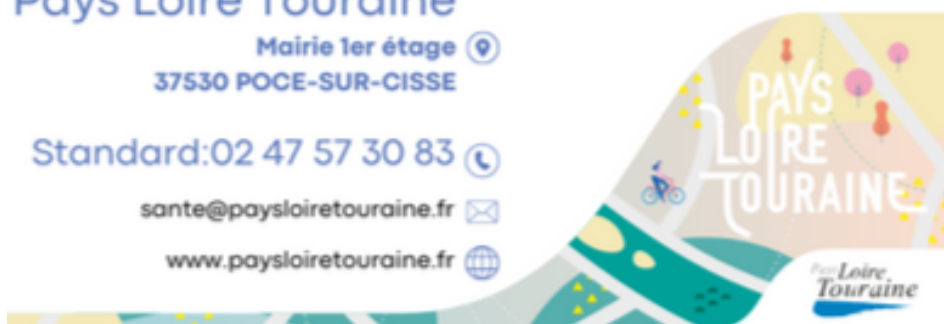 Pays Loire Touraine
Mairie 1er étage
37530 POCE-SUR-CISSE
Standard:02 47 57 30 83
sante@paysloiretouraine.fr
www.paysloiretouraine.fr
PAYS
LOIRE
TOURAINE
Pays Loire
Touraine